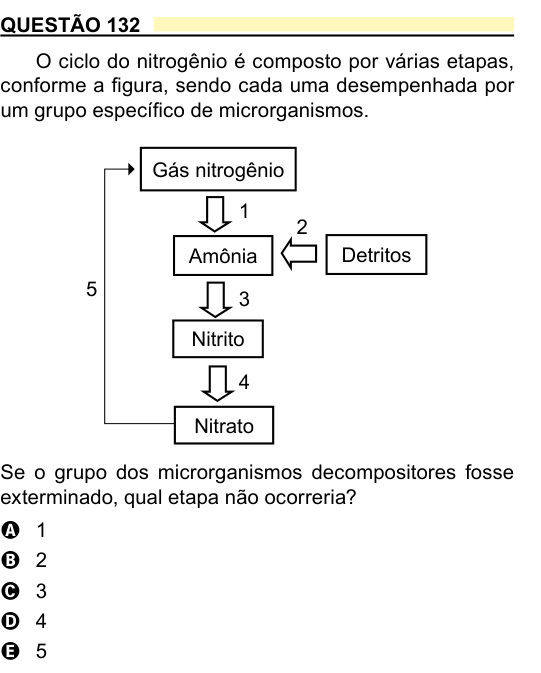 QUESTÃO 132
O ciclo do nitrogênio é composto por várias etapas,
conforme a figura, sendo cada uma desempenhada por
um grupo específico de microrganismos.
Gás nitrogênio
1
2
Amônia
Detritos
5
3
Nitrito
4
Nitrato
Se o grupo dos microrganismos decompositores fosse
exterminado, qual etapa não ocorreria?
A 1
B 2
C 3
D 4
E 5